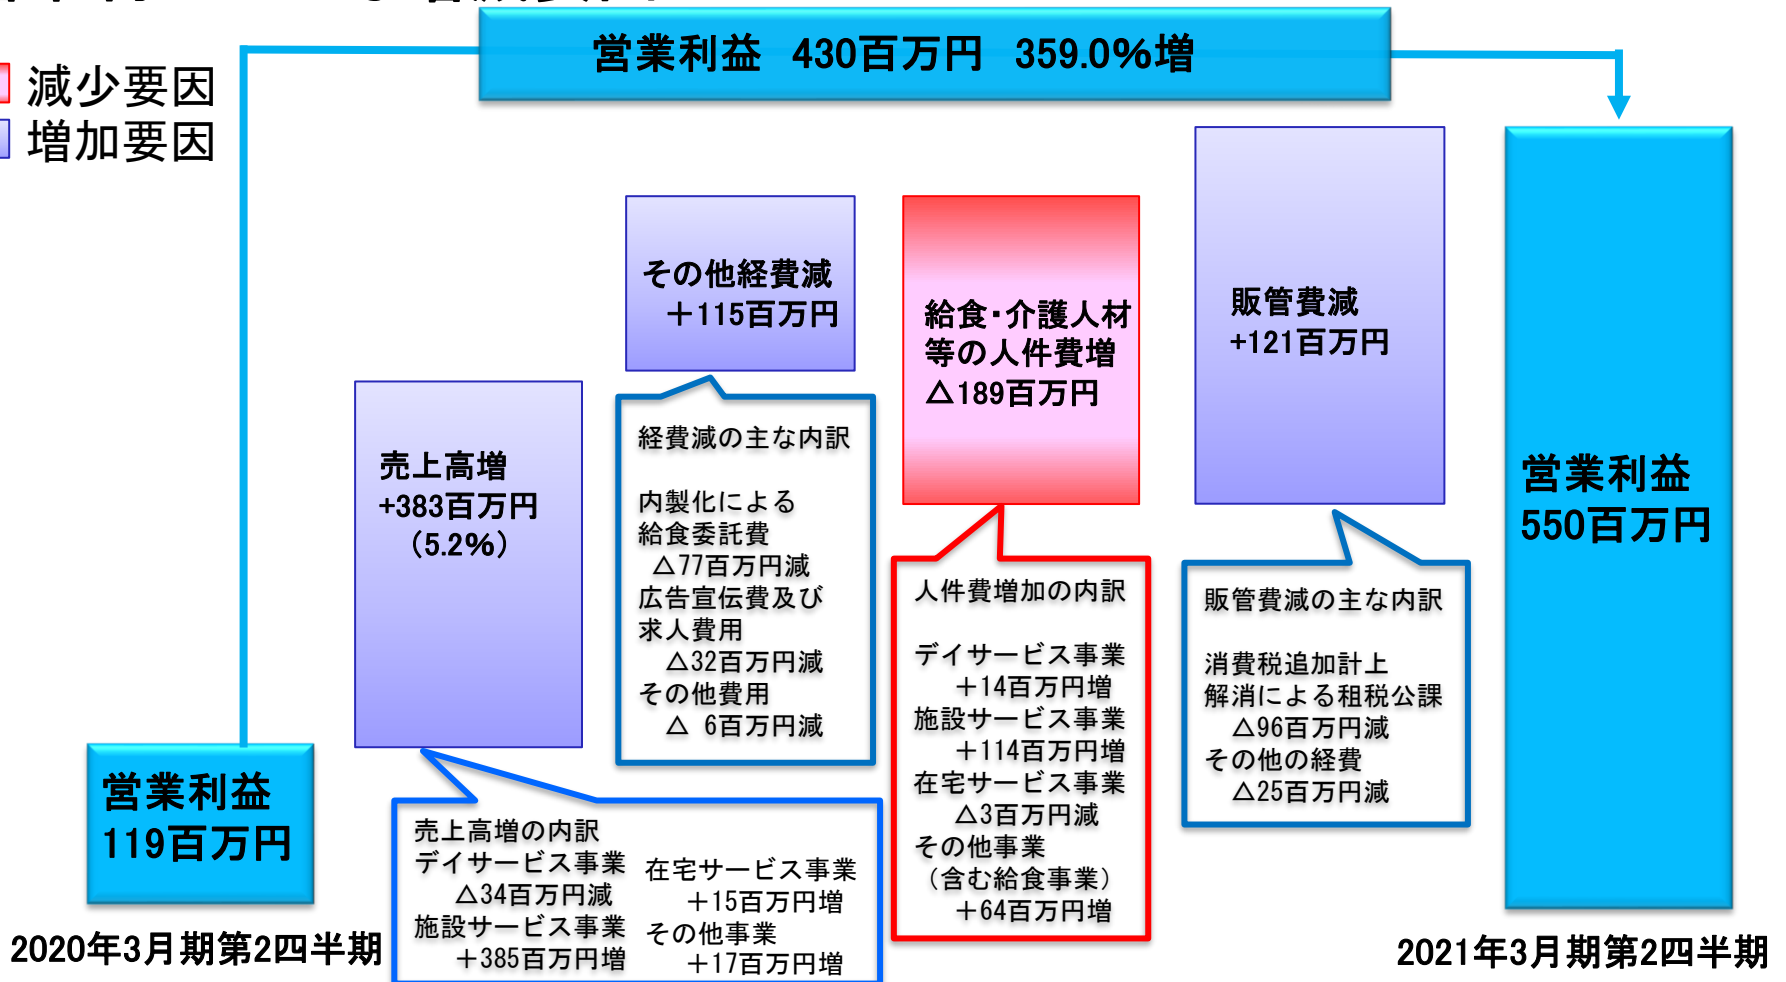 営業利益 430百万円 359.0%増
減少要因
増加要因
その他経費減
＋115百万円
給食・介護人材
等の人件費増
△189百万円
販管費減
+121百万円
売上高増
+383百万円
（5.2%）
営業利益
550百万円
経費減の主な内訳
内製化による
給食委託費
△77百万円減
広告宣伝費及び
求人費用
△32百万円減
その他費用
△ 6百万円減
人件費増加の内訳
デイサービス事業
＋14百万円増
施設サービス事業
＋114百万円増
在宅サービス事業
△3百万円減
その他事業
（含む給食事業）
＋64百万円増
販管費減の主な内訳
消費税追加計上
解消による租税公課
△96百万円減
その他の経費
△25百万円減
営業利益
119百万円
売上高増の内訳
デイサービス事業
△34百万円減
施設サービス事業
＋385百万円増
在宅サービス事業
＋15百万円増
その他事業
＋17百万円増
2020年3月期第2四半期
2021年3月期第2四半期